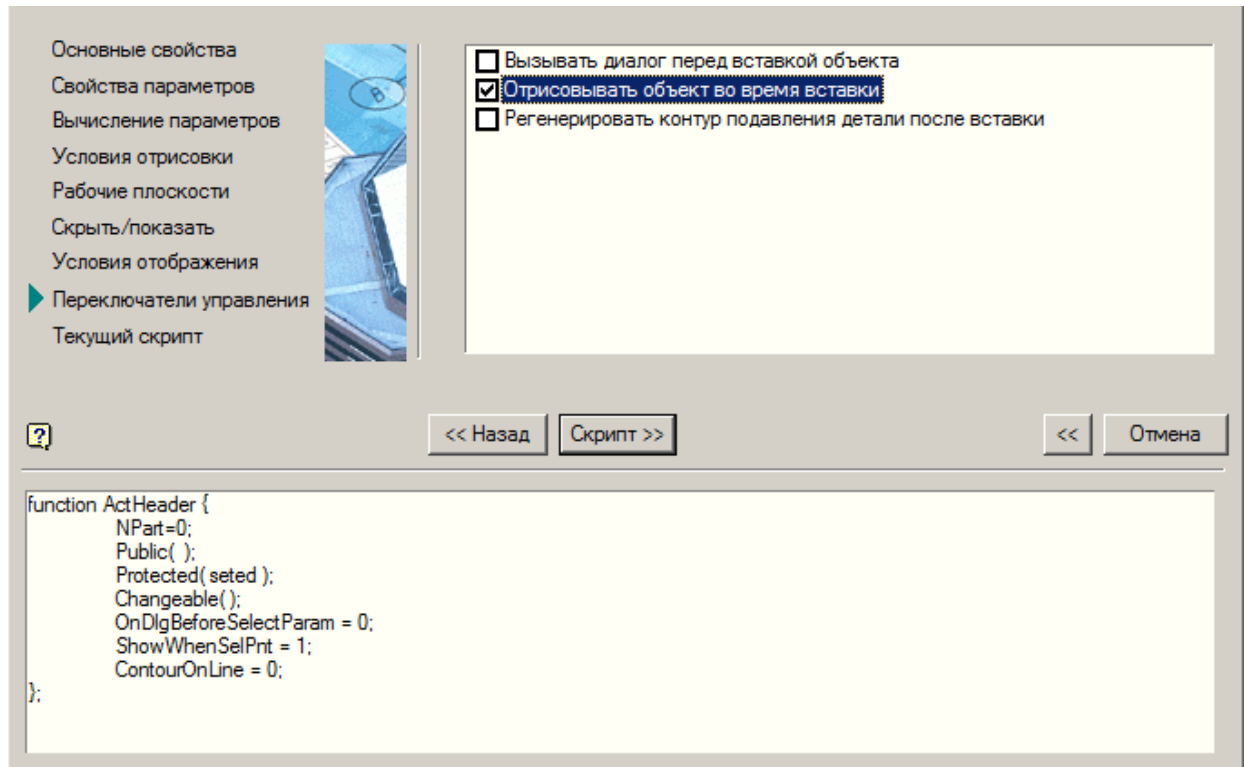 Основные свойства
Свойства параметров
Вычисление параметров
Условия отрисовки
Рабочие плоскости
Скрыть/показать
Условия отображения
Переключатели управления
Текущий скрипт
B
Вызывать диалог перед вставкой объекта
Отрисовывать объект во время вставки
Регенерировать контур подавления детали после вставки
?
<< Назад
Скрипт >>
<<
Отмена
function ActHeader {
NPart=0;
Public( );
Protected( seted );
Changeable( );
OnDlgBeforeSelectParam = 0;
ShowWhenSelPnt = 1;
ContourOnLine = 0;
};